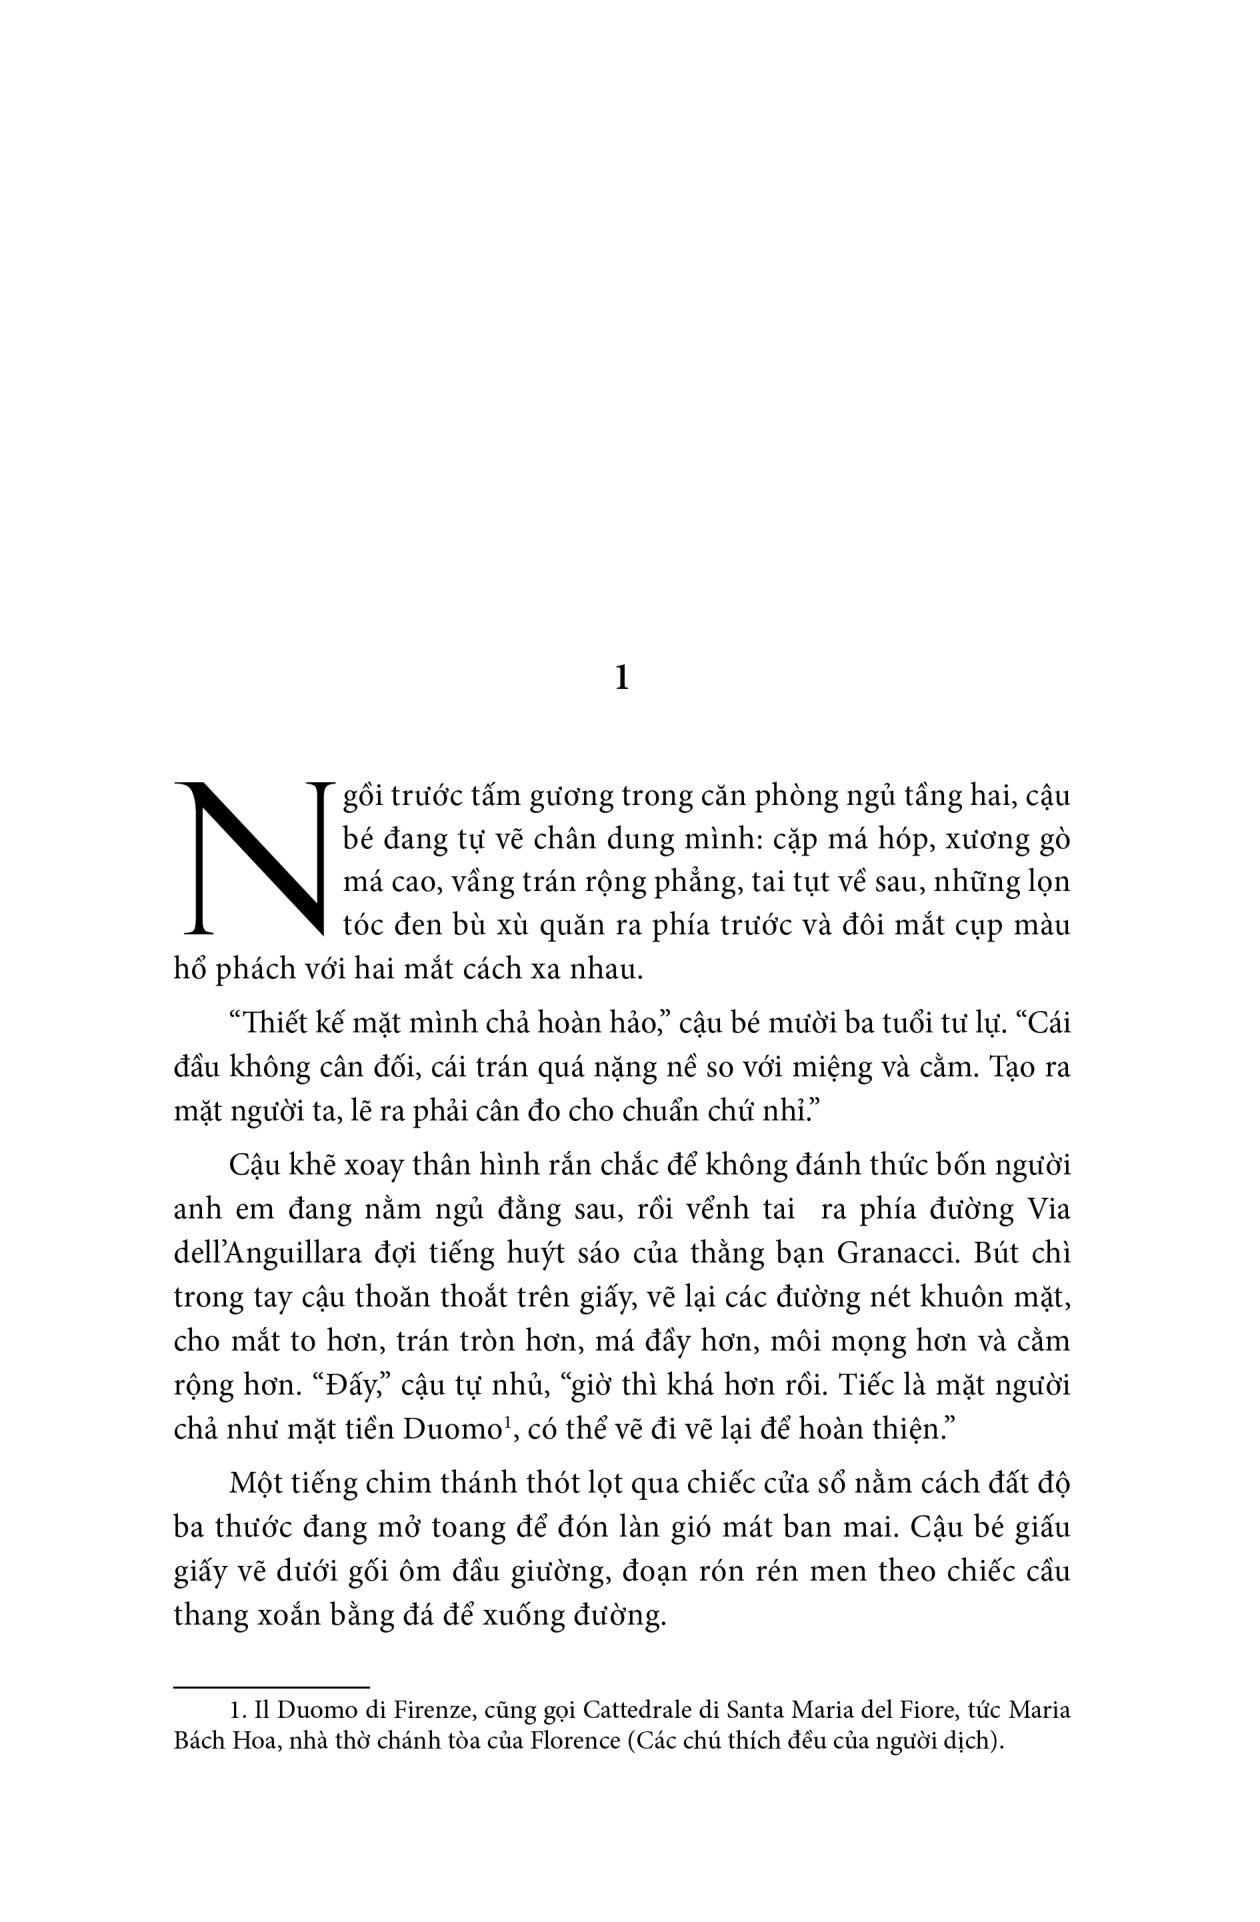 1
Ngồi trước tấm gương trong căn phòng ngủ tầng hai, cậu
bé đang tự vẽ chân dung mình: cặp má hóp, xương gò
má cao, vầng trán rộng phẳng, tai tụt về sau, những lọn
tóc đen bù xù quăn ra phía trước và đôi mắt cụp màu
hổ phách với hai mắt cách xa nhau.
“Thiết kế mặt mình chả hoàn hảo,” cậu bé mười ba tuổi tư lự. “Cái
đầu không cân đối, cái trán quá nặng nề so với miệng và cằm. Tạo ra
mặt người ta, lẽ ra phải cân đo cho chuẩn chứ nhỉ.”
Cậu khẽ xoay thân hình rắn chắc để không đánh thức bốn người
anh em đang nằm ngủ đằng sau, rồi vểnh tai ra phía đường Via
dell’Anguillara đợi tiếng huýt sáo của thằng bạn Granacci. Bút chì
trong tay cậu thoăn thoắt trên giấy, vẽ lại các đường nét khuôn mặt,
cho mắt to hơn, trán tròn hơn, má đầy hơn, môi mọng hơn và cằm
rộng hơn. “Đấy,” cậu tự nhủ, “giờ thì khá hơn rồi. Tiếc là mặt người
chả như mặt tiền Duomo¹, có thể vẽ đi vẽ lại để hoàn thiện.”
Một tiếng chim thánh thót lọt qua chiếc cửa sổ nằm cách đất độ
ba thước đang mở toang để đón làn gió mát ban mai. Cậu bé giấu
giấy vẽ dưới gối ôm đầu giường, đoạn rón rén men theo chiếc cầu
thang xoắn bằng đá để xuống đường.
1. Il Duomo di Firenze, cũng gọi Cattedrale di Santa Maria del Fiore, tức Maria
Bách Hoa, nhà thờ chánh tòa của Florence (Các chú thích đều của người dịch).